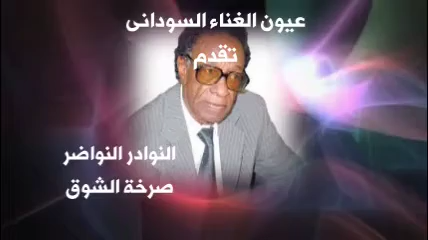 عيون الغناء السودانى
تقدم
النوادر النواضر
صرخة الشوق